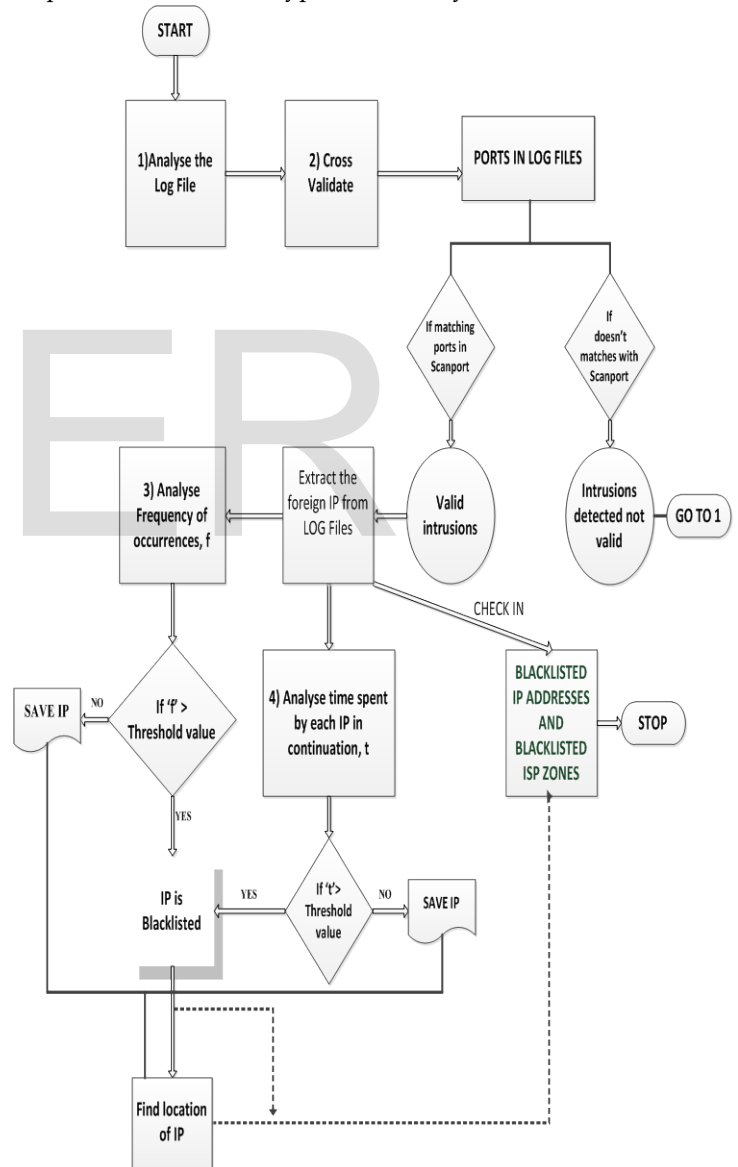 START
1)Analyse the
Log File
2) Cross
Validate
PORTS IN LOG FILES
If matching
ports in
Scanport
If
doesn't
matches with
Scanport
3) Analyse
Frequency of
occurrences, f
Extract the
foreign IP from
LOG Files
Valid
intrusions
Intrusions
detected not
valid
GO TO 1
CHECK IN
SAVE IP
NO
If 'f' >
Threshold value
4) Analyse time spent
by each IP in
continuation, t
BLACKLISTED
IP ADDRESSES
AND
BLACKLISTED
ISP ZONES
STOP
YES
IP is
Blacklisted
YES
If 't'>
Threshold
value
NO
SAVE IP
Find location
of IP
ER